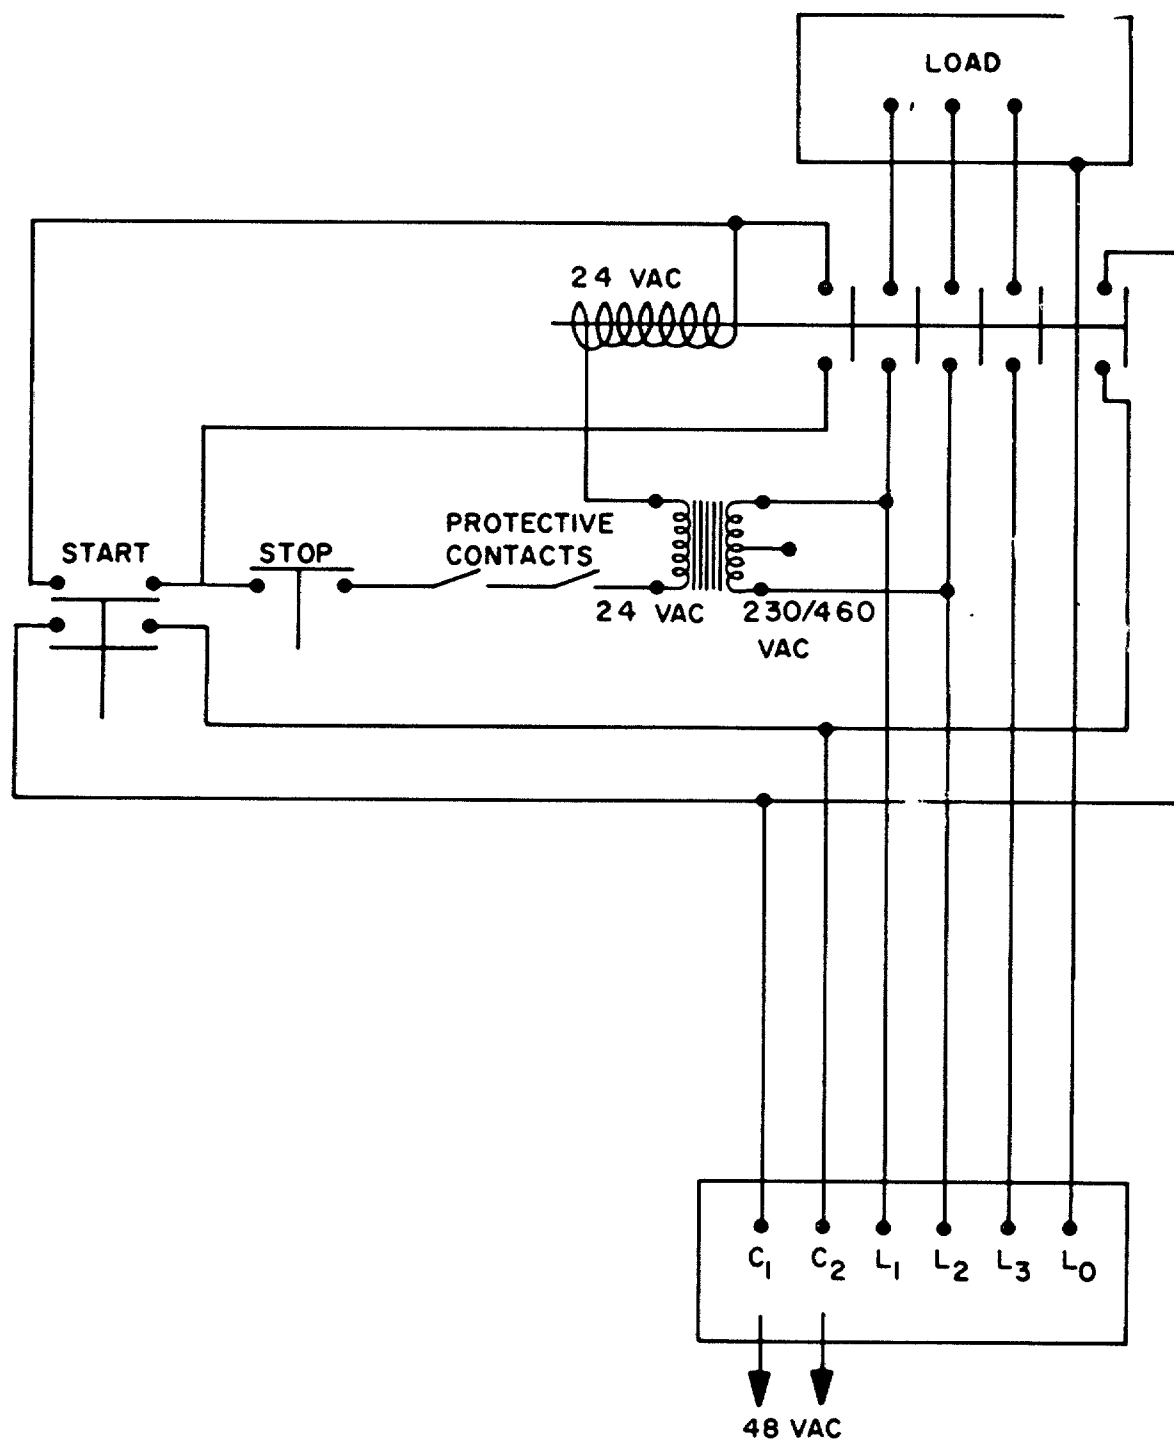 LOAD
24 VAC
PROTECTIVE
CONTACTS
START
STOP
24 VAC
230/460
VAC
C1
C2
L1
L2
L3
L0
48 VAC